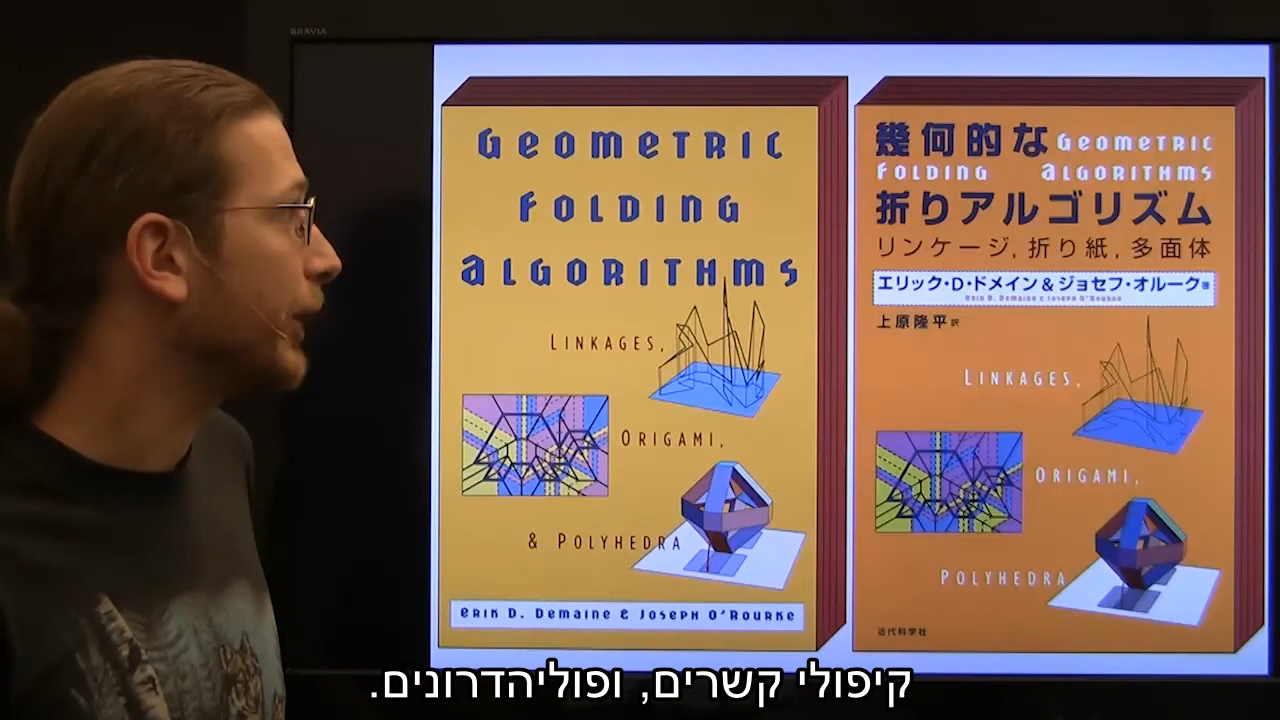 BRAVIA
GEOMETRIC
FOLDING
ALGORITHMS
LINKAGES,
ORIGAMI,
& POLYHEDRA
ERIK D. DEMAINE & JOSEPH O'ROURKE
幾何的な GEOMETRIC
FOLDING ALGORITHMS
折りアルゴリズム
リンケージ, 折り紙, 多面体
エリック・D・ドメイン&ジョセフ・オルーク著
ERIK D. DEMAINE & JOSEPH O'ROURKE
上原隆平 訳
LINKAGES,
ORIGAMI,
POLYHEDRA
近代科学社
קיפולי קשרים, ופוליהדרונים.